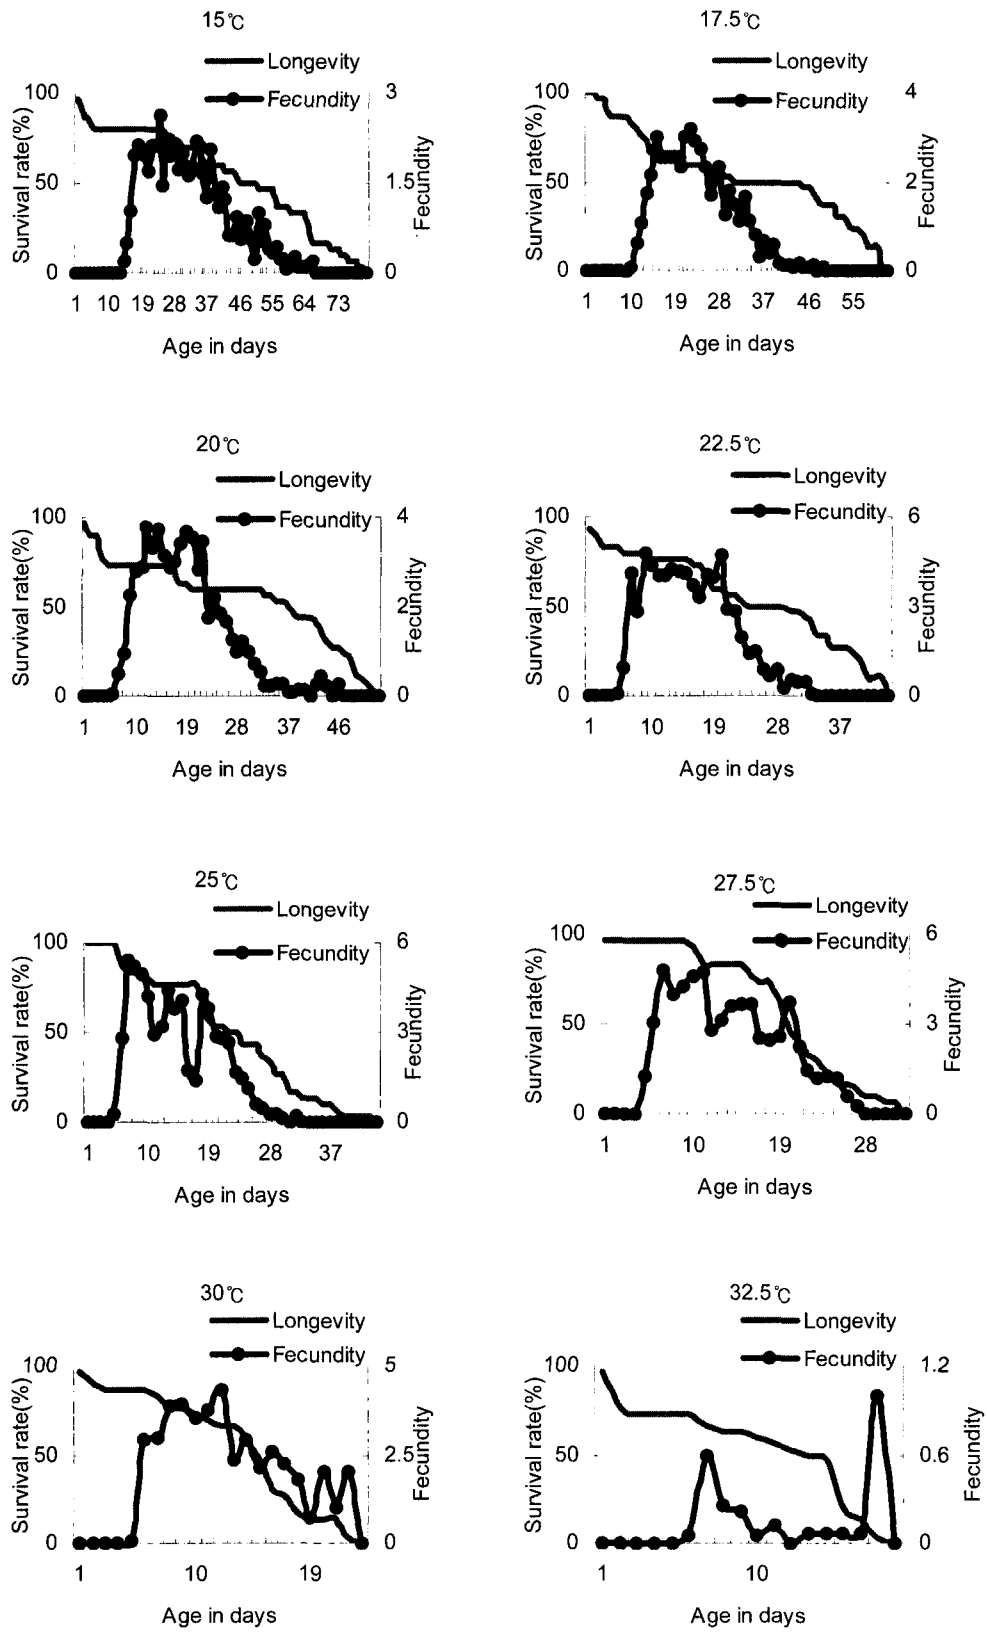 15℃
Longevity
Fecundity
100
50
0
3
1.5
0
Survival rate(%)
Fecundity
1 10 19 28 37 46 55 64 73
Age in days
17.5℃
Longevity
Fecundity
100
50
0
4
2
0
Survival rate(%)
Fecundity
1 10 19 28 37 46 55
Age in days
20℃
Longevity
Fecundity
100
50
0
4
2
0
Survival rate(%)
Fecundity
1 10 19 28 37 46
Age in days
22.5℃
Longevity
Fecundity
100
50
0
6
3
0
Survival rate(%)
Fecundity
1 10 19 28 37
Age in days
25℃
Longevity
Fecundity
100
50
0
6
3
0
Survival rate(%)
Fecundity
1 10 19 28 37
Age in days
27.5℃
Longevity
Fecundity
100
50
0
6
3
0
Survival rate(%)
Fecundity
1 10 19 28
Age in days
30℃
Longevity
Fecundity
100
50
0
5
2.5
0
Survival rate(%)
Fecundity
1 10 19
Age in days
32.5℃
Longevity
Fecundity
100
50
0
1.2
0.6
0
Survival rate(%)
Fecundity
1 10
Age in days